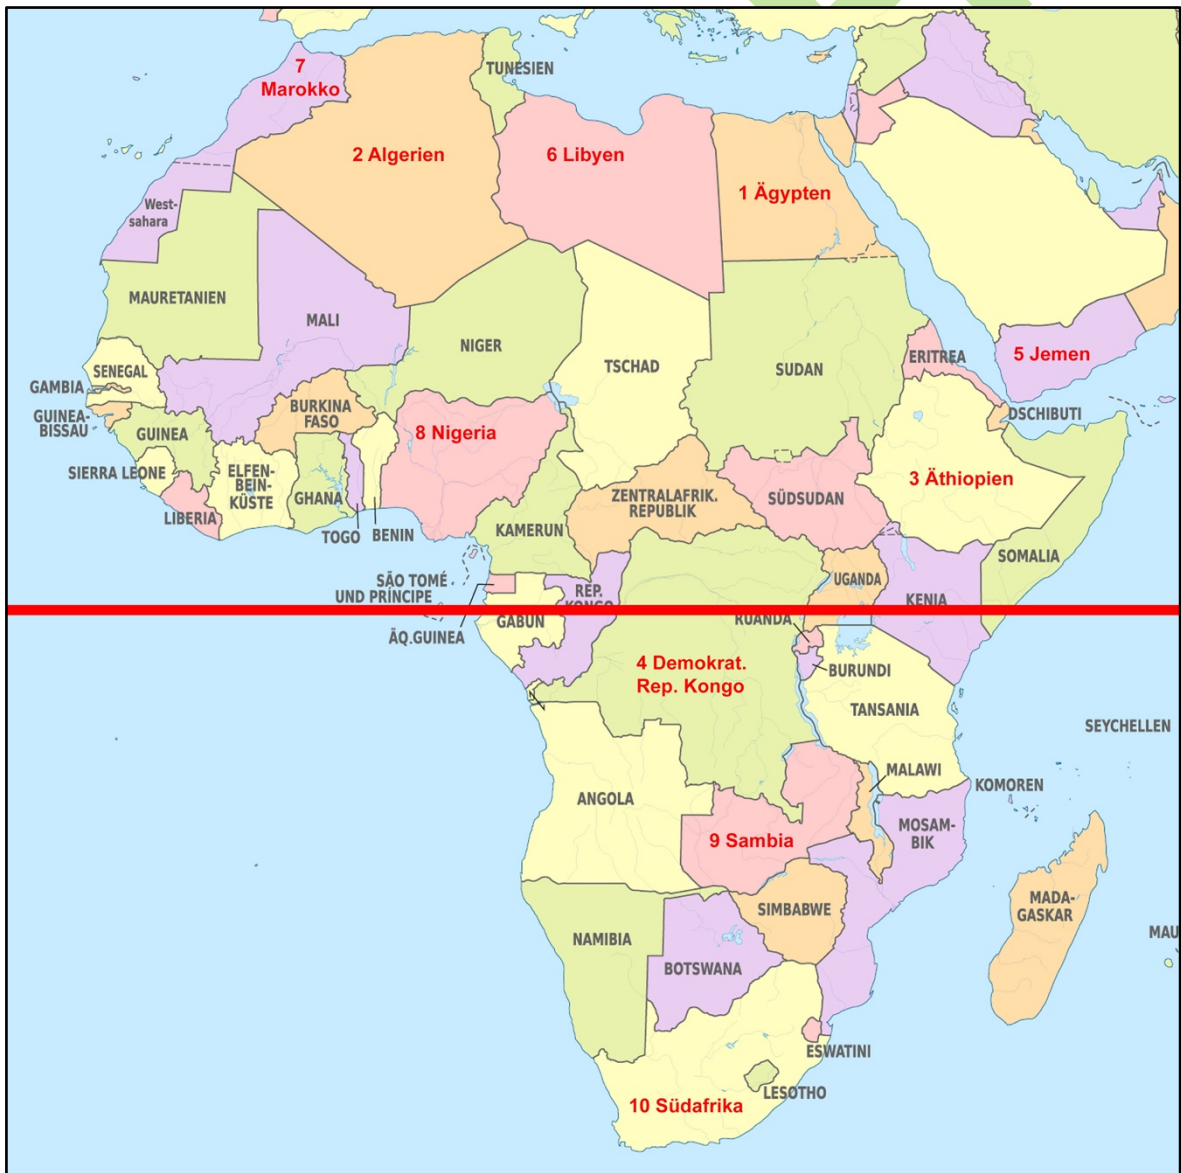 7
Marokko
TUNESIEN
2 Algerien
6 Libyen
1 Ägypten
West-
sahara
MAURETANIEN
MALI
NIGER
TSCHAD
SUDAN
ERITREA
5 Jemen
SENEGAL
GAMBIA
GUINEA-
BISSAU
GUINEA
BURKINA
FASO
DSCHIBUTI
8 Nigeria
SIERRA LEONE
ELFEN-
BEIN-
KÜSTE
GHANA
LIBERIA
TOGO
BENIN
ZENTRALAFRIK.
REPUBLIK
SÜDSUDAN
3 Äthiopien
KAMERUN
SOMALIA
SÃO TOMÉ
UND PRÍNCIPE
ÄQ.GUINEA
REP.
KONGO
UGANDA
KENIA
GABUN
RUANDA
BURUNDI
4 Demokrat.
Rep. Kongo
TANSANIA
SEYCHELLEN
MALAWI
KOMOREN
ANGOLA
MOSAM-
BIK
9 Sambia
SIMBABWE
MADA-
GASKAR
NAMIBIA
BOTSWANA
MAU
ESWATINI
LESOTHO
10 Südafrika